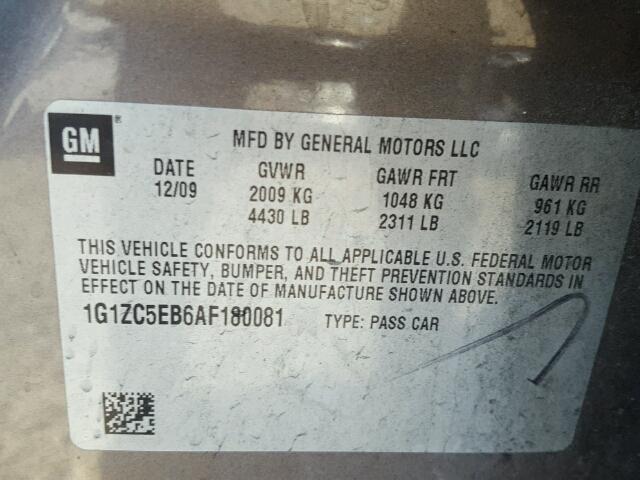 GM ®
MFD BY GENERAL MOTORS LLC
DATE GVWR GAWR FRT GAWR RR
12/09 2009 KG 1048 KG 961 KG
4430 LB 2311 LB 2119 LB
THIS VEHICLE CONFORMS TO ALL APPLICABLE U.S. FEDERAL MOTOR
VEHICLE SAFETY, BUMPER, AND THEFT PREVENTION STANDARDS IN
EFFECT ON THE DATE OF MANUFACTURE SHOWN ABOVE.
1G1ZC5EB6AF180081 TYPE: PASS CAR